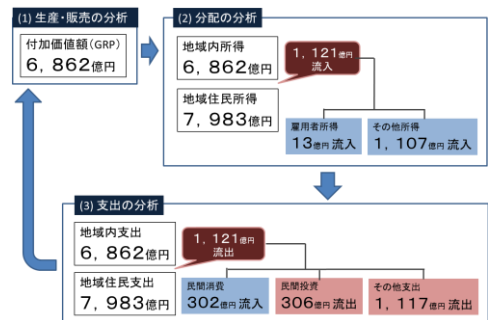 (1) 生産・販売の分析
付加価値額(GRP)
6,862億円
(2) 分配の分析
地域内所得
6,862億円
1,121億円
流入
地域住民所得
7,983億円
雇用者所得
13億円 流入
その他所得
1,107億円 流入
(3) 支出の分析
地域内支出
6,862億円
1,121億円
流出
地域住民支出
7,983億円
民間消費
302億円 流入
民間投資
306億円 流出
その他支出
1,117億円 流出